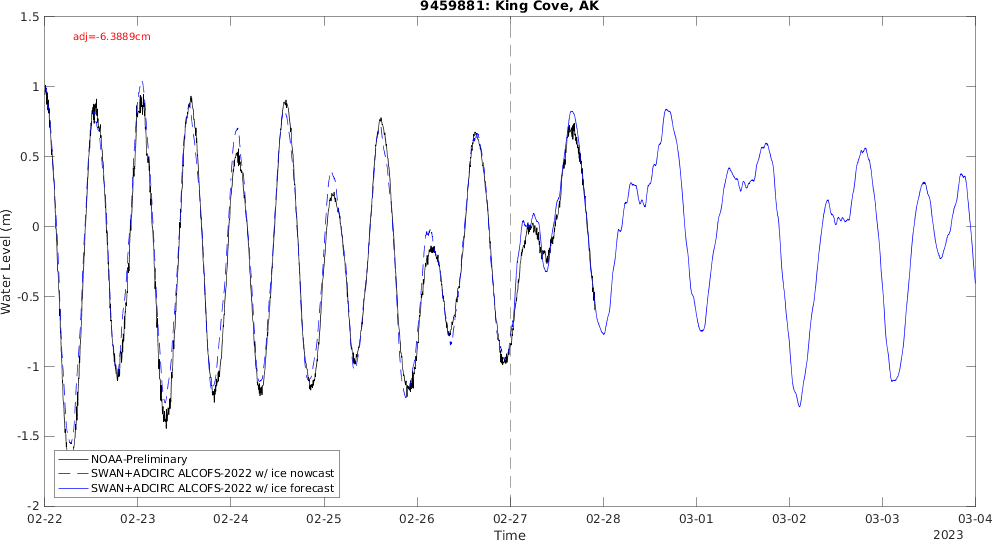 9459881: King Cove, AK
adj=-6.3889cm
1.5
1
0.5
0
-0.5
-1
-1.5
-2
Water Level (m)
NOAA-Preliminary
SWAN+ADCIRC ALCOFS-2022 w/ ice nowcast
SWAN+ADCIRC ALCOFS-2022 w/ ice forecast
02-22 02-23 02-24 02-25 02-26 02-27 02-28 03-01 03-02 03-03 03-04
Time
2023